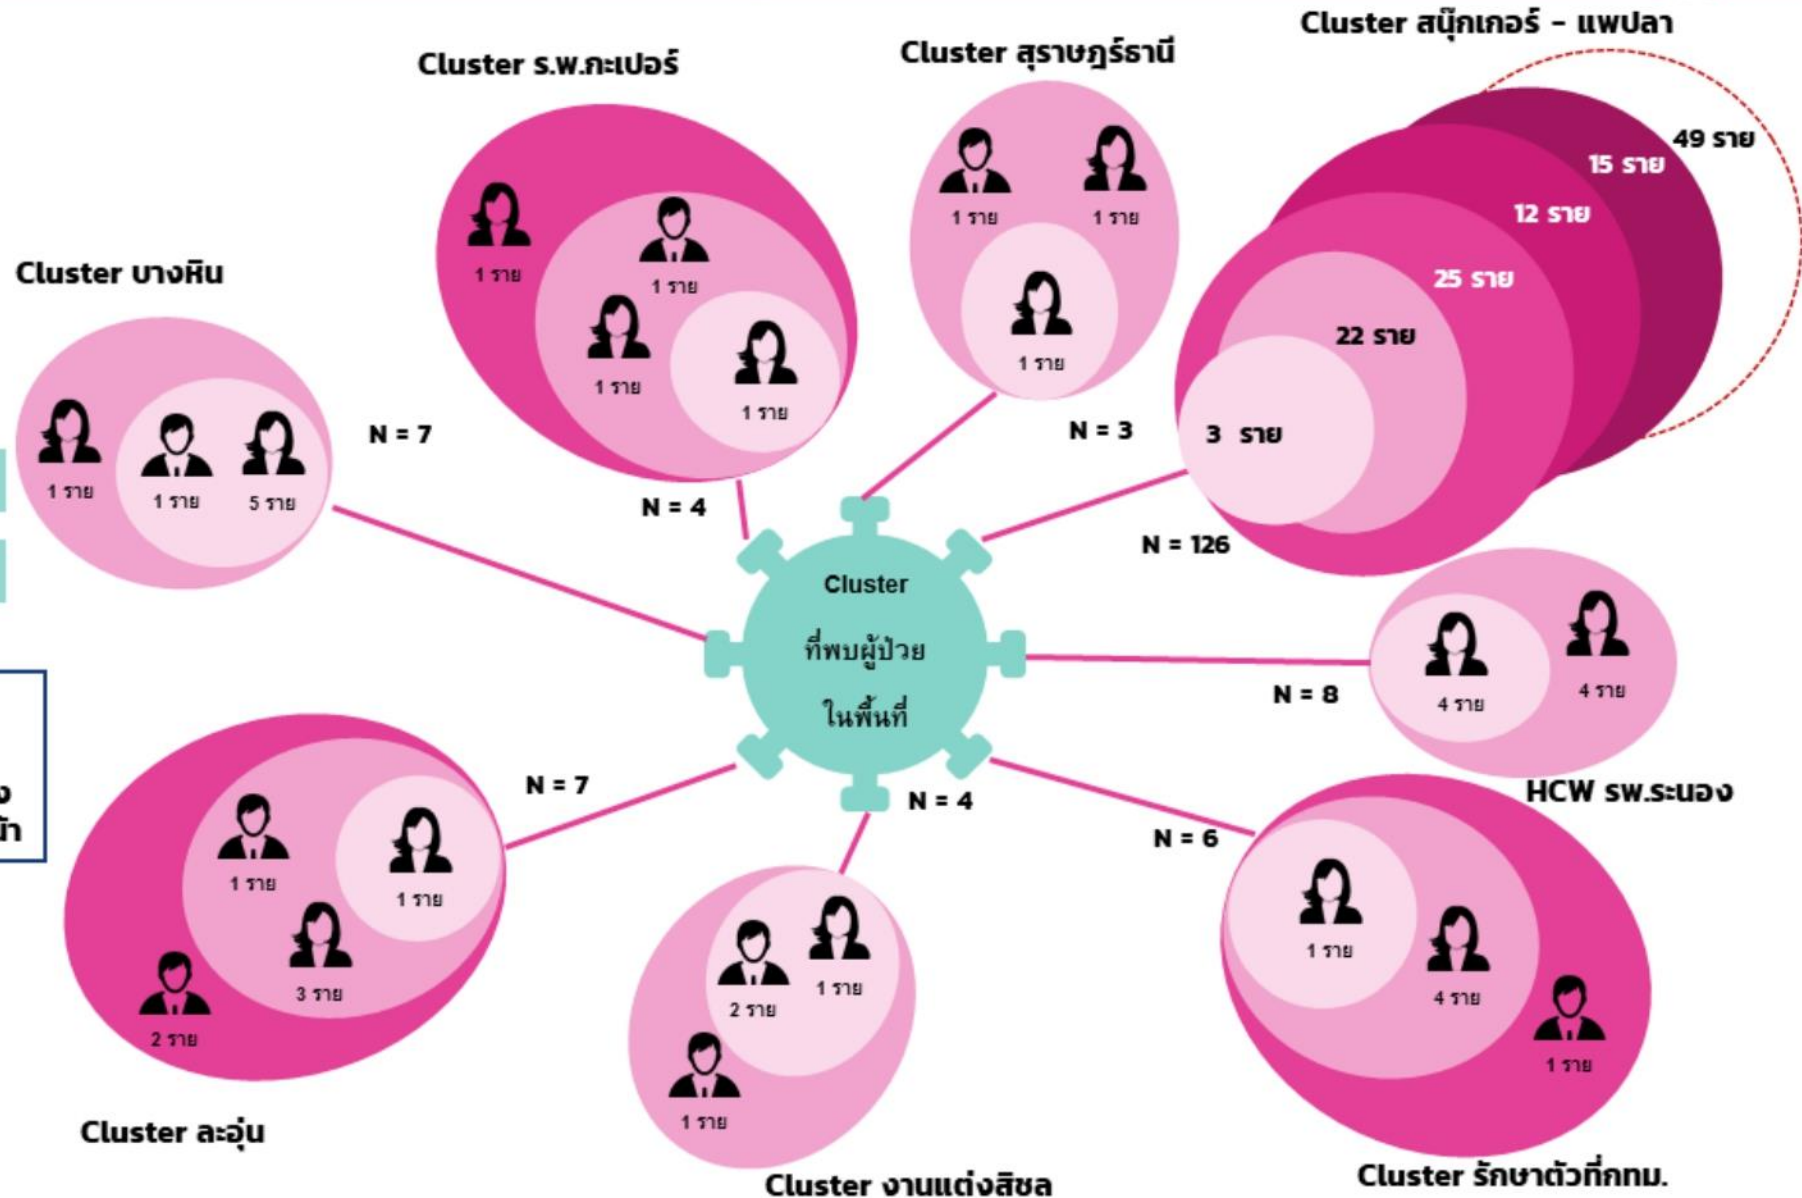 Cluster สนุ๊กเกอร์ - แพปลา
49 ราย
15 ราย
12 ราย
25 ราย
22 ราย
3 ราย
N = 126
Cluster สุราษฎร์ธานี
1 ราย
1 ราย
1 ราย
N = 3
Cluster ร.พ.กะเปอร์
1 ราย
1 ราย
1 ราย
1 ราย
N = 4
Cluster บางหิน
1 ราย
1 ราย
5 ราย
N = 7
Cluster
ที่พบผู้ป่วย
ในพื้นที่
4 ราย
4 ราย
N = 8
HCW รพ.ระนอง
N = 7
1 ราย
1 ราย
3 ราย
2 ราย
Cluster ละอุ่น
N = 4
2 ราย
1 ราย
1 ราย
Cluster งานแต่งสิชล
N = 6
1 ราย
4 ราย
1 ราย
Cluster รักษาตัวที่กทม.